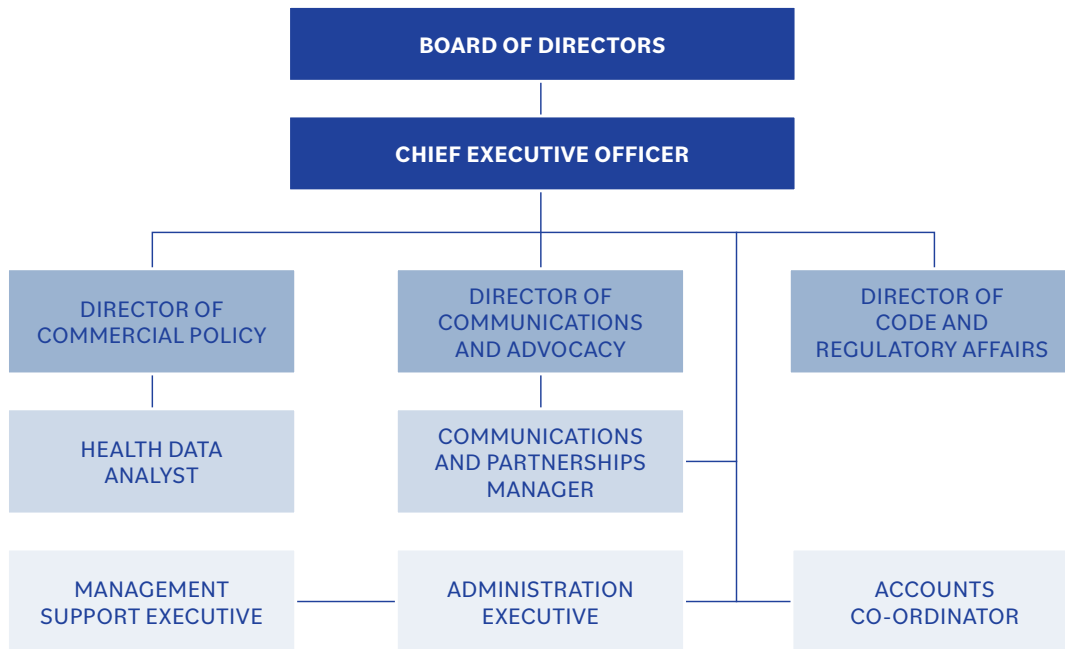 BOARD OF DIRECTORS
CHIEF EXECUTIVE OFFICER
DIRECTOR OF
COMMERCIAL POLICY
DIRECTOR OF
COMMUNICATIONS
AND ADVOCACY
DIRECTOR OF
CODE AND
REGULATORY AFFAIRS
HEALTH DATA
ANALYST
COMMUNICATIONS
AND PARTNERSHIPS
MANAGER
MANAGEMENT
SUPPORT EXECUTIVE
ADMINISTRATION
EXECUTIVE
ACCOUNTS
CO-ORDINATOR